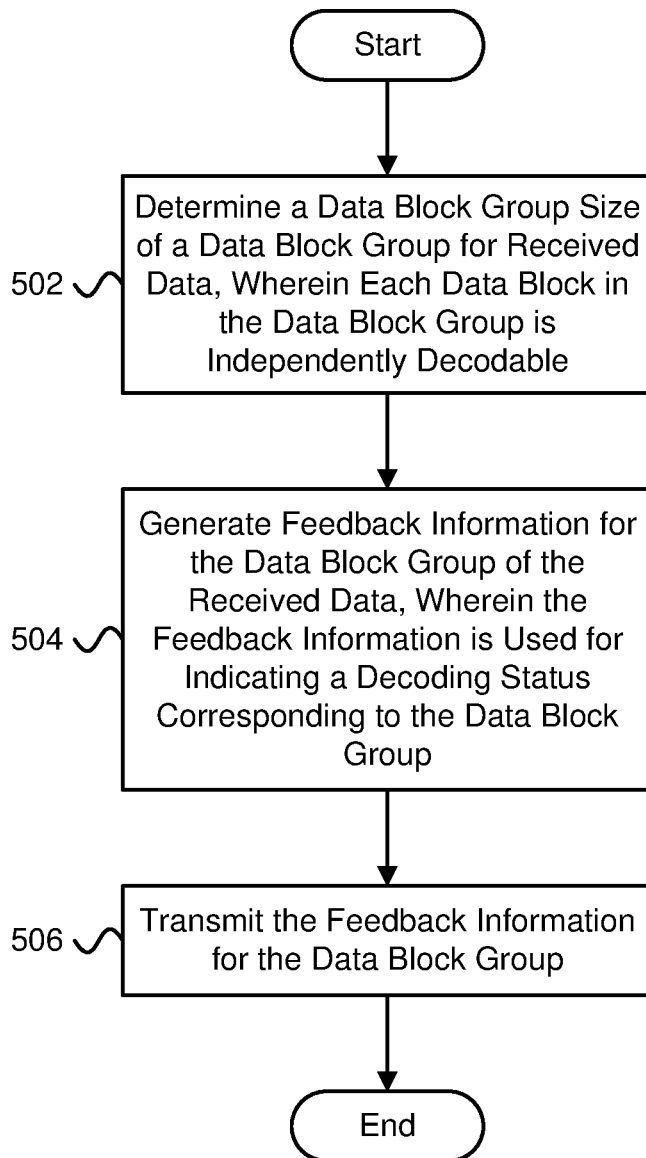 Start
Determine a Data Block Group Size
of a Data Block Group for Received
Data, Wherein Each Data Block in
the Data Block Group is
Independently Decodable
502
Generate Feedback Information for
the Data Block Group of the
Received Data, Wherein the
Feedback Information is Used for
Indicating a Decoding Status
Corresponding to the Data Block
Group
504
Transmit the Feedback Information
for the Data Block Group
506
End